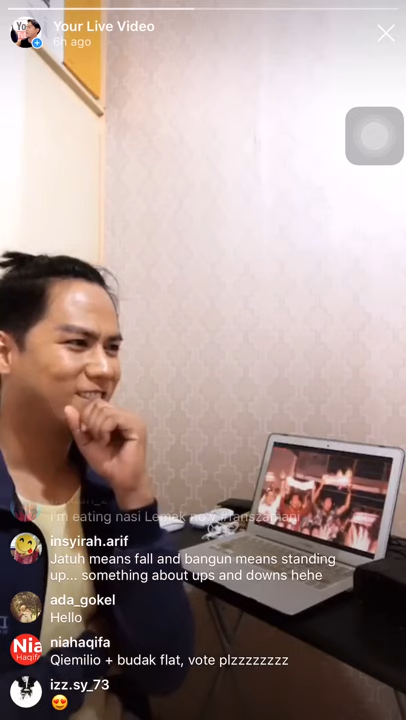 Your Live Video
6h ago
I'm eating nasi Lemak
insyirah.arif
Jatuh means fall and bangun means standing
up... something about ups and downs hehe
ada_gokel
Hello
niahaqifa
Qiemilio + budak flat, vote plzzzzzzzz
izz.sy_73
😍